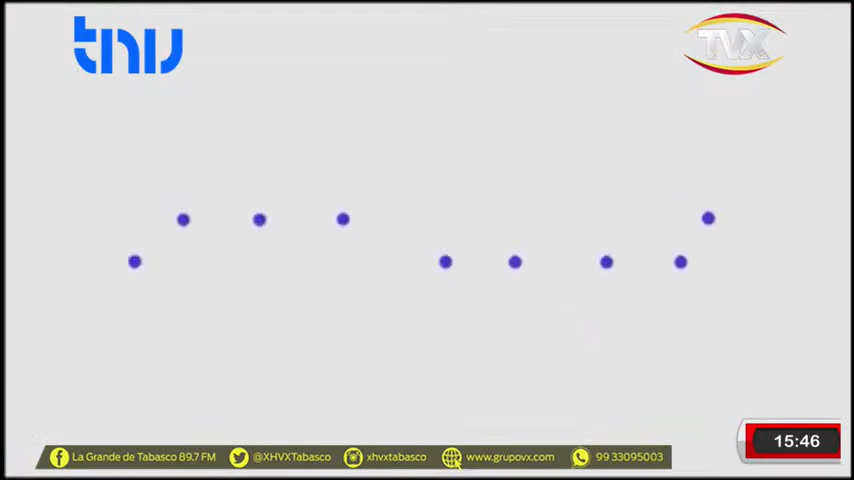 tnv
TVX
15:46
La Grande de Tabasco 89.7 FM @XHVXTabasco xhvxtabasco www.grupovx.com 99 33095003